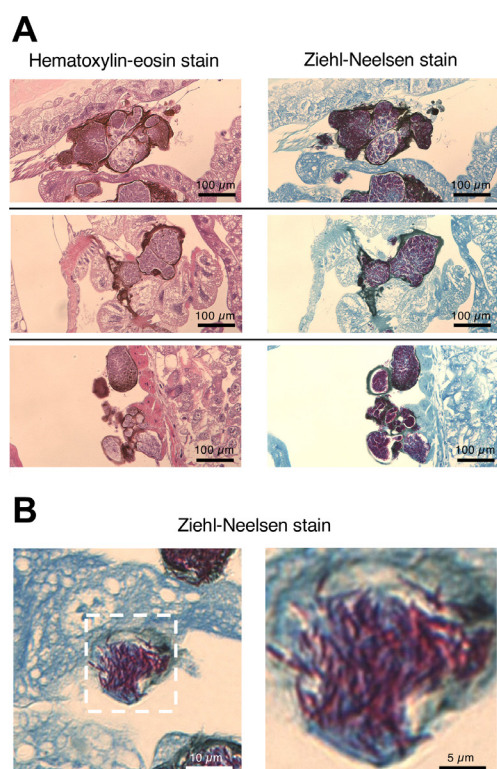 A
Hematoxylin-eosin stain Ziehl-Neelsen stain
100 µm 100 µm
100 µm 100 µm
100 µm 100 µm
B
Ziehl-Neelsen stain
10 µm 5 µm